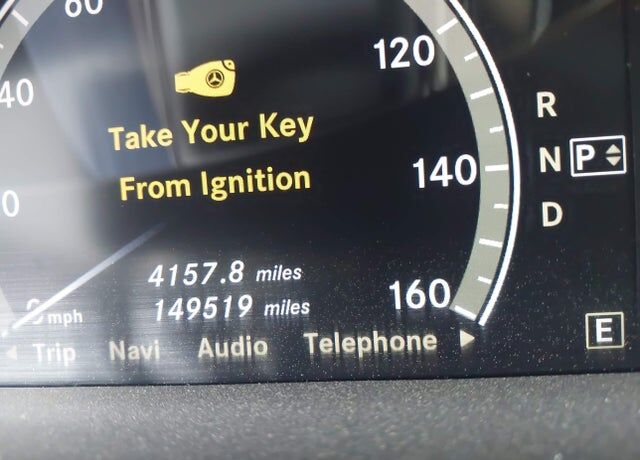 60
120
40
Take Your Key
R
From Ignition
140
N P
D
4157.8 miles
149519 miles
160
0 mph
Trip Navi Audio Telephone
E